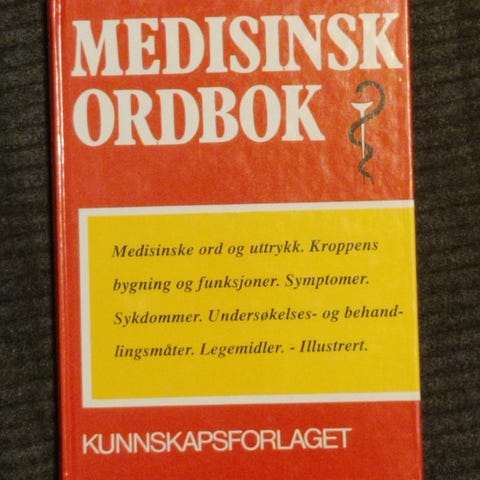 MEDISINSK
ORDBOK
Medisinske ord og uttrykk. Kroppens
bygning og funksjoner. Symptomer.
Sykdommer. Undersøkelses- og behand-
lingsmåter. Legemidler. - Illustrert.
KUNNSKAPSFORLAGET